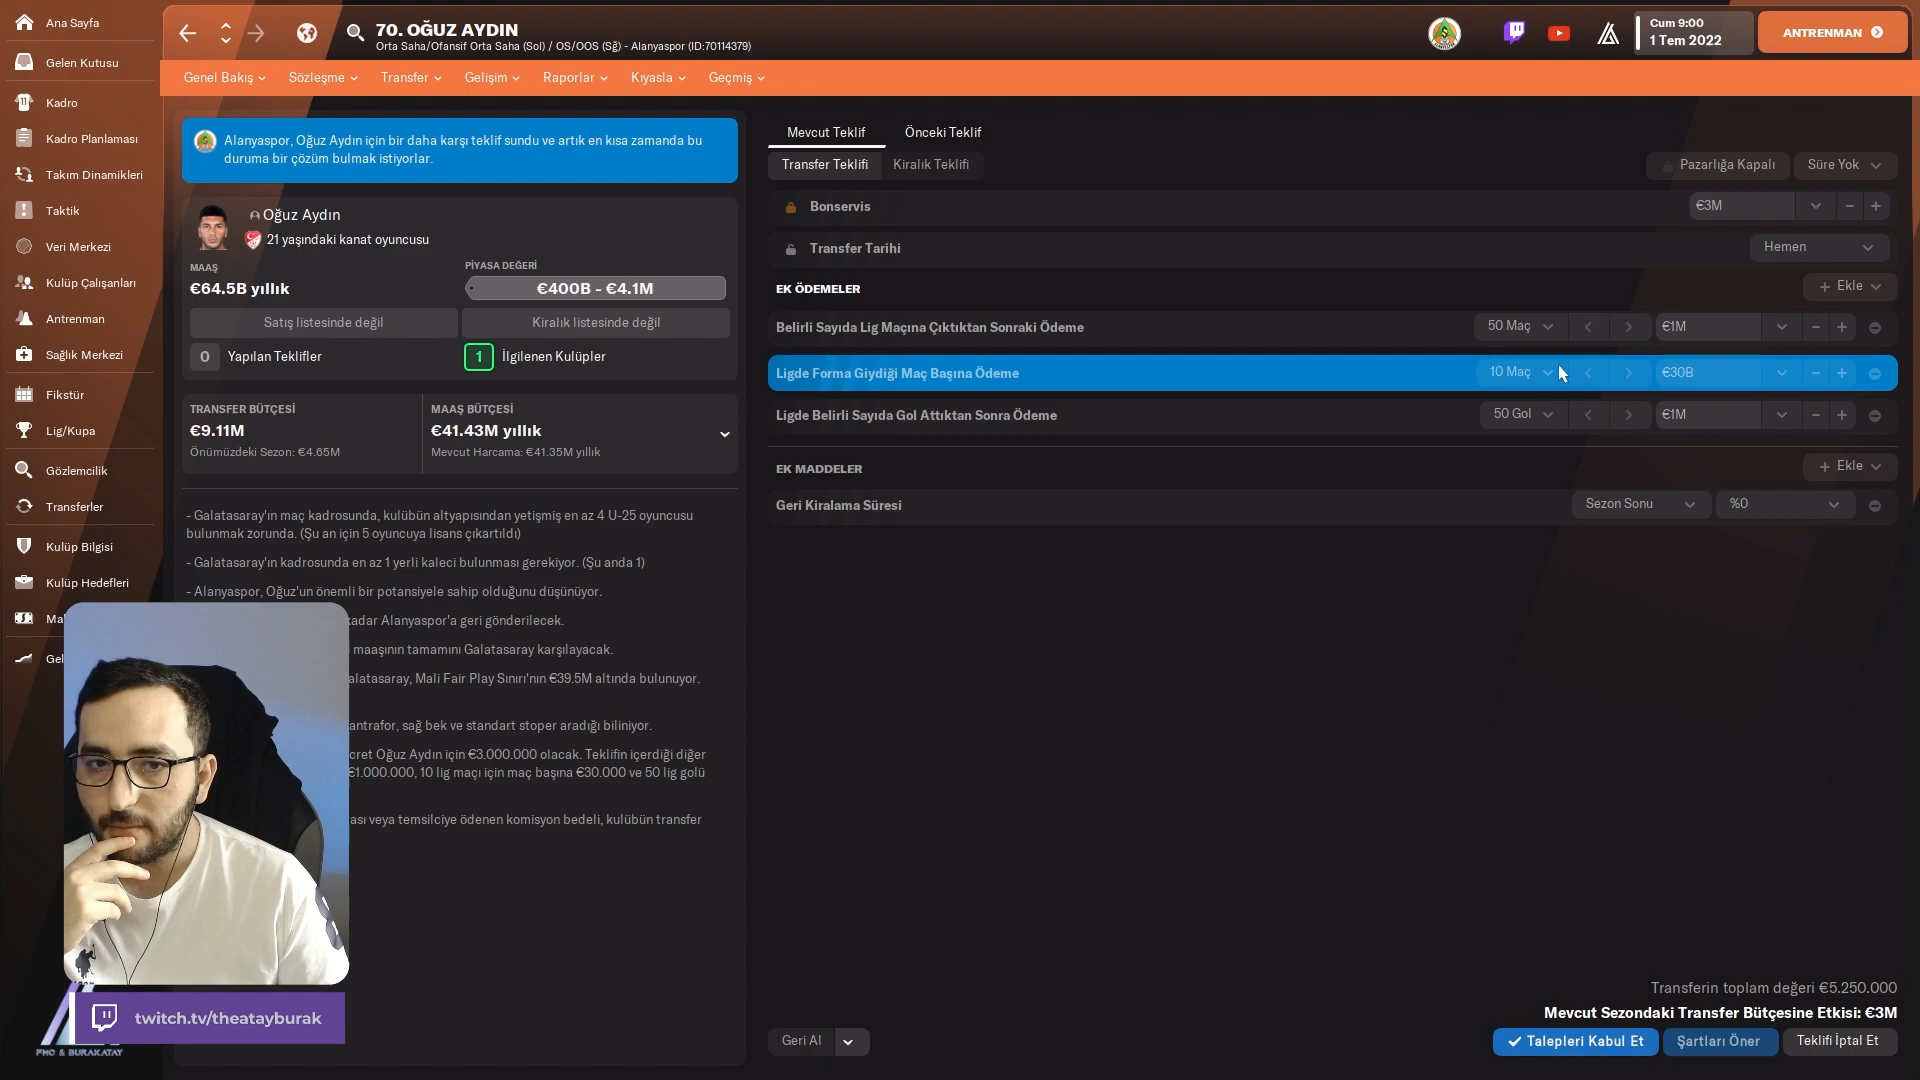 Ana Sayfa
Gelen Kutusu
Kadro
Kadro Planlaması
Takım Dinamikleri
Taktik
Veri Merkezi
Kulüp Çalışanları
Antrenman
Sağlık Merkezi
Fikstür
Lig/Kupa
Gözlemcilik
Transferler
Kulüp Bilgisi
Kulüp Hedefleri
Mal
Gel
70. OĞUZ AYDIN
Orta Saha/Ofansif Orta Saha (Sol) / OS/OOS (Sğ) - Alanyaspor (ID:70114379)
Cum 9:00
1 Tem 2022
ANTRENMAN
Genel Bakış
Sözleşme
Transfer
Gelişim
Raporlar
Kıyasla
Geçmiş
Alanyaspor, Oğuz Aydın için bir daha karşı teklif sundu ve artık en kısa zamanda bu
duruma bir çözüm bulmak istiyorlar.
Oğuz Aydın
21 yaşındaki kanat oyuncusu
MAAŞ
€64.5B yıllık
PİYASA DEĞERİ
€400B - €4.1M
Satış listesinde değil
Kiralık listesinde değil
0 Yapılan Teklifler
1 İlgilenen Kulüpler
TRANSFER BÜTÇESİ
€9.11M
Önümüzdeki Sezon: €4.65M
MAAŞ BÜTÇESİ
€41.43M yıllık
Mevcut Harcama: €41.35M yıllık
- Galatasaray'ın maç kadrosunda, kulübün altyapısından yetişmiş en az 4 U-25 oyuncusu
bulunmak zorunda. (Şu an için 5 oyuncuya lisans çıkartıldı)
- Galatasaray'ın kadrosunda en az 1 yerli kaleci bulunması gerekiyor. (Şu anda 1)
- Alanyaspor, Oğuz'un önemli bir potansiyele sahip olduğunu düşünüyor.
kadar Alanyaspor'a geri gönderilecek.
maaşının tamamını Galatasaray karşılayacak.
alatasaray, Mali Fair Play Sınırı'nın €39.5M altında bulunuyor.
antrafor, sağ bek ve standart stoper aradığı biliniyor.
cret Oğuz Aydın için €3.000.000 olacak. Teklifin içerdiği diğer
€1.000.000, 10 lig maçı için maç başına €30.000 ve 50 lig golü
ası veya temsilciye ödenen komisyon bedeli, kulübün transfer
Mevcut Teklif
Önceki Teklif
Transfer Teklifi
Kiralık Teklifi
Pazarlığa Kapalı
Süre Yok
Bonservis
€3M
Transfer Tarihi
Hemen
EK ÖDEMELER
Ekle
Belirli Sayıda Lig Maçına Çıktıktan Sonraki Ödeme
50 Maç
€1M
Ligde Forma Giydiği Maç Başına Ödeme
10 Maç
€30B
Ligde Belirli Sayıda Gol Attıktan Sonra Ödeme
50 Gol
€1M
EK MADDELER
Ekle
Geri Kiralama Süresi
Sezon Sonu
%0
Transferin toplam değeri €5.250.000
Mevcut Sezondaki Transfer Bütçesine Etkisi: €3M
Geri Al
Talepleri Kabul Et
Şartları Öner
Teklifi İptal Et
twitch.tv/theatayburak
FMC & BURAKATAY